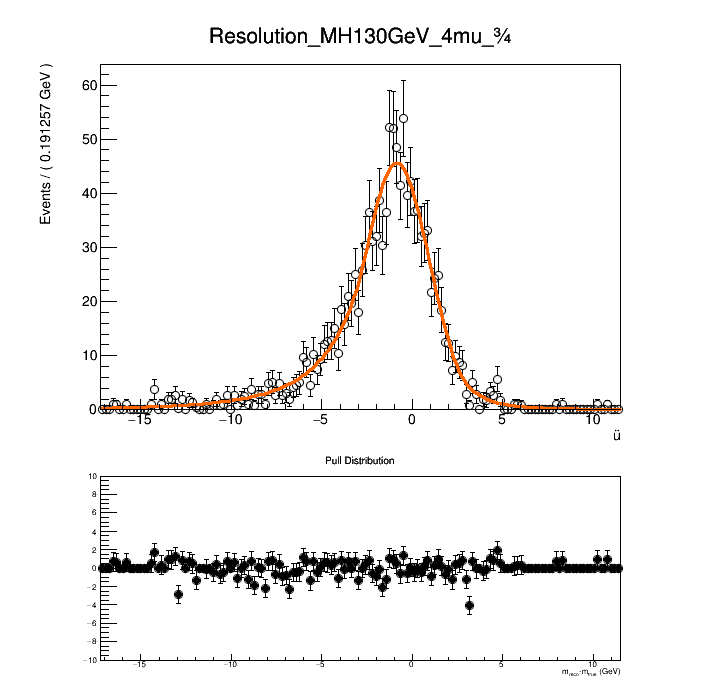 Resolution_MH130GeV_4mu_¾
Events / ( 0.191257 GeV )
60
50
40
30
20
10
0
−15 −10 −5 0 5 10
ü
Pull Distribution
10
8
6
4
2
0
−2
−4
−6
−8
−10
−15 −10 −5 0 5 10
m_reco-m_true (GeV)